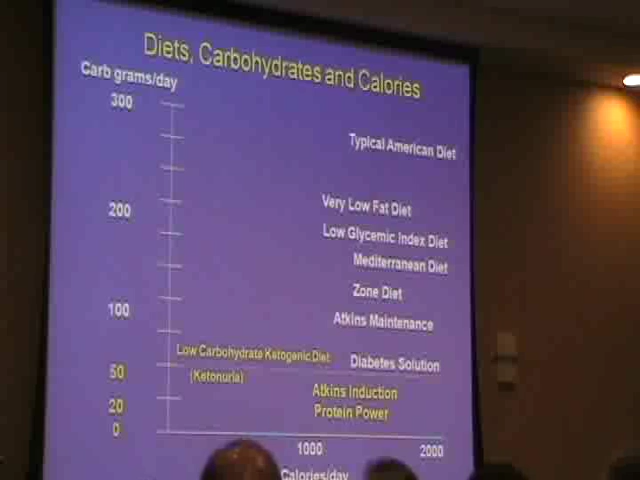 Diets, Carbohydrates and Calories
Carb grams/day
300
Typical American Diet
200
Very Low Fat Diet
Low Glycemic Index Diet
Mediterranean Diet
Zone Diet
100
Atkins Maintenance
Low Carbohydrate Ketogenic Diet
Diabetes Solution
50
(Ketonuria)
Atkins Induction
20
Protein Power
0
1000
2000
Calories/day